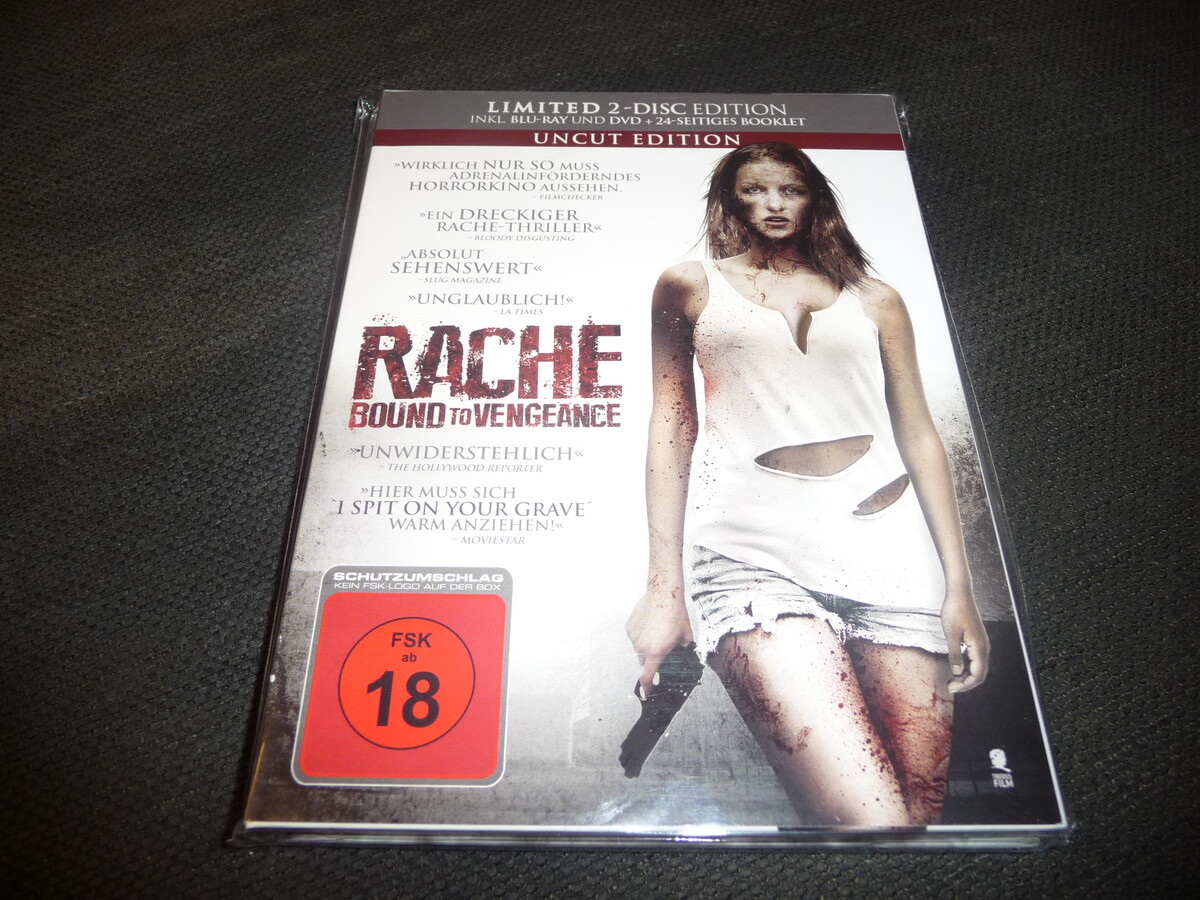 LIMITED 2-DISC EDITION
INKL. BLU-RAY UND DVD + 24-SEITIGES BOOKLET
UNCUT EDITION
»WIRKLICH NUR SO MUSS
ADRENALINFÖRDERNDES
HORRORKINO AUSSEHEN.
- FILMCHECKER
»EIN DRECKIGER
RACHE-THRILLER«
- BLOODY DISGUSTING
„ABSOLUT
SEHENSWERT«
- SLUG MAGAZINE
»UNGLAUBLICH!«
- LA TIMES
RACHE
BOUND TO VENGEANCE
»UNWIDERSTEHLICH«
- THE HOLLYWOOD REPORTER
»HIER MUSS SICH
`I SPIT ON YOUR GRAVE´
WARM ANZIEHEN!«
- MOVIESTAR
SCHUTZUMSCHLAG
KEIN FSK-LOGO AUF DER BOX
FSK
ab
18
TIBERIUS
FILM